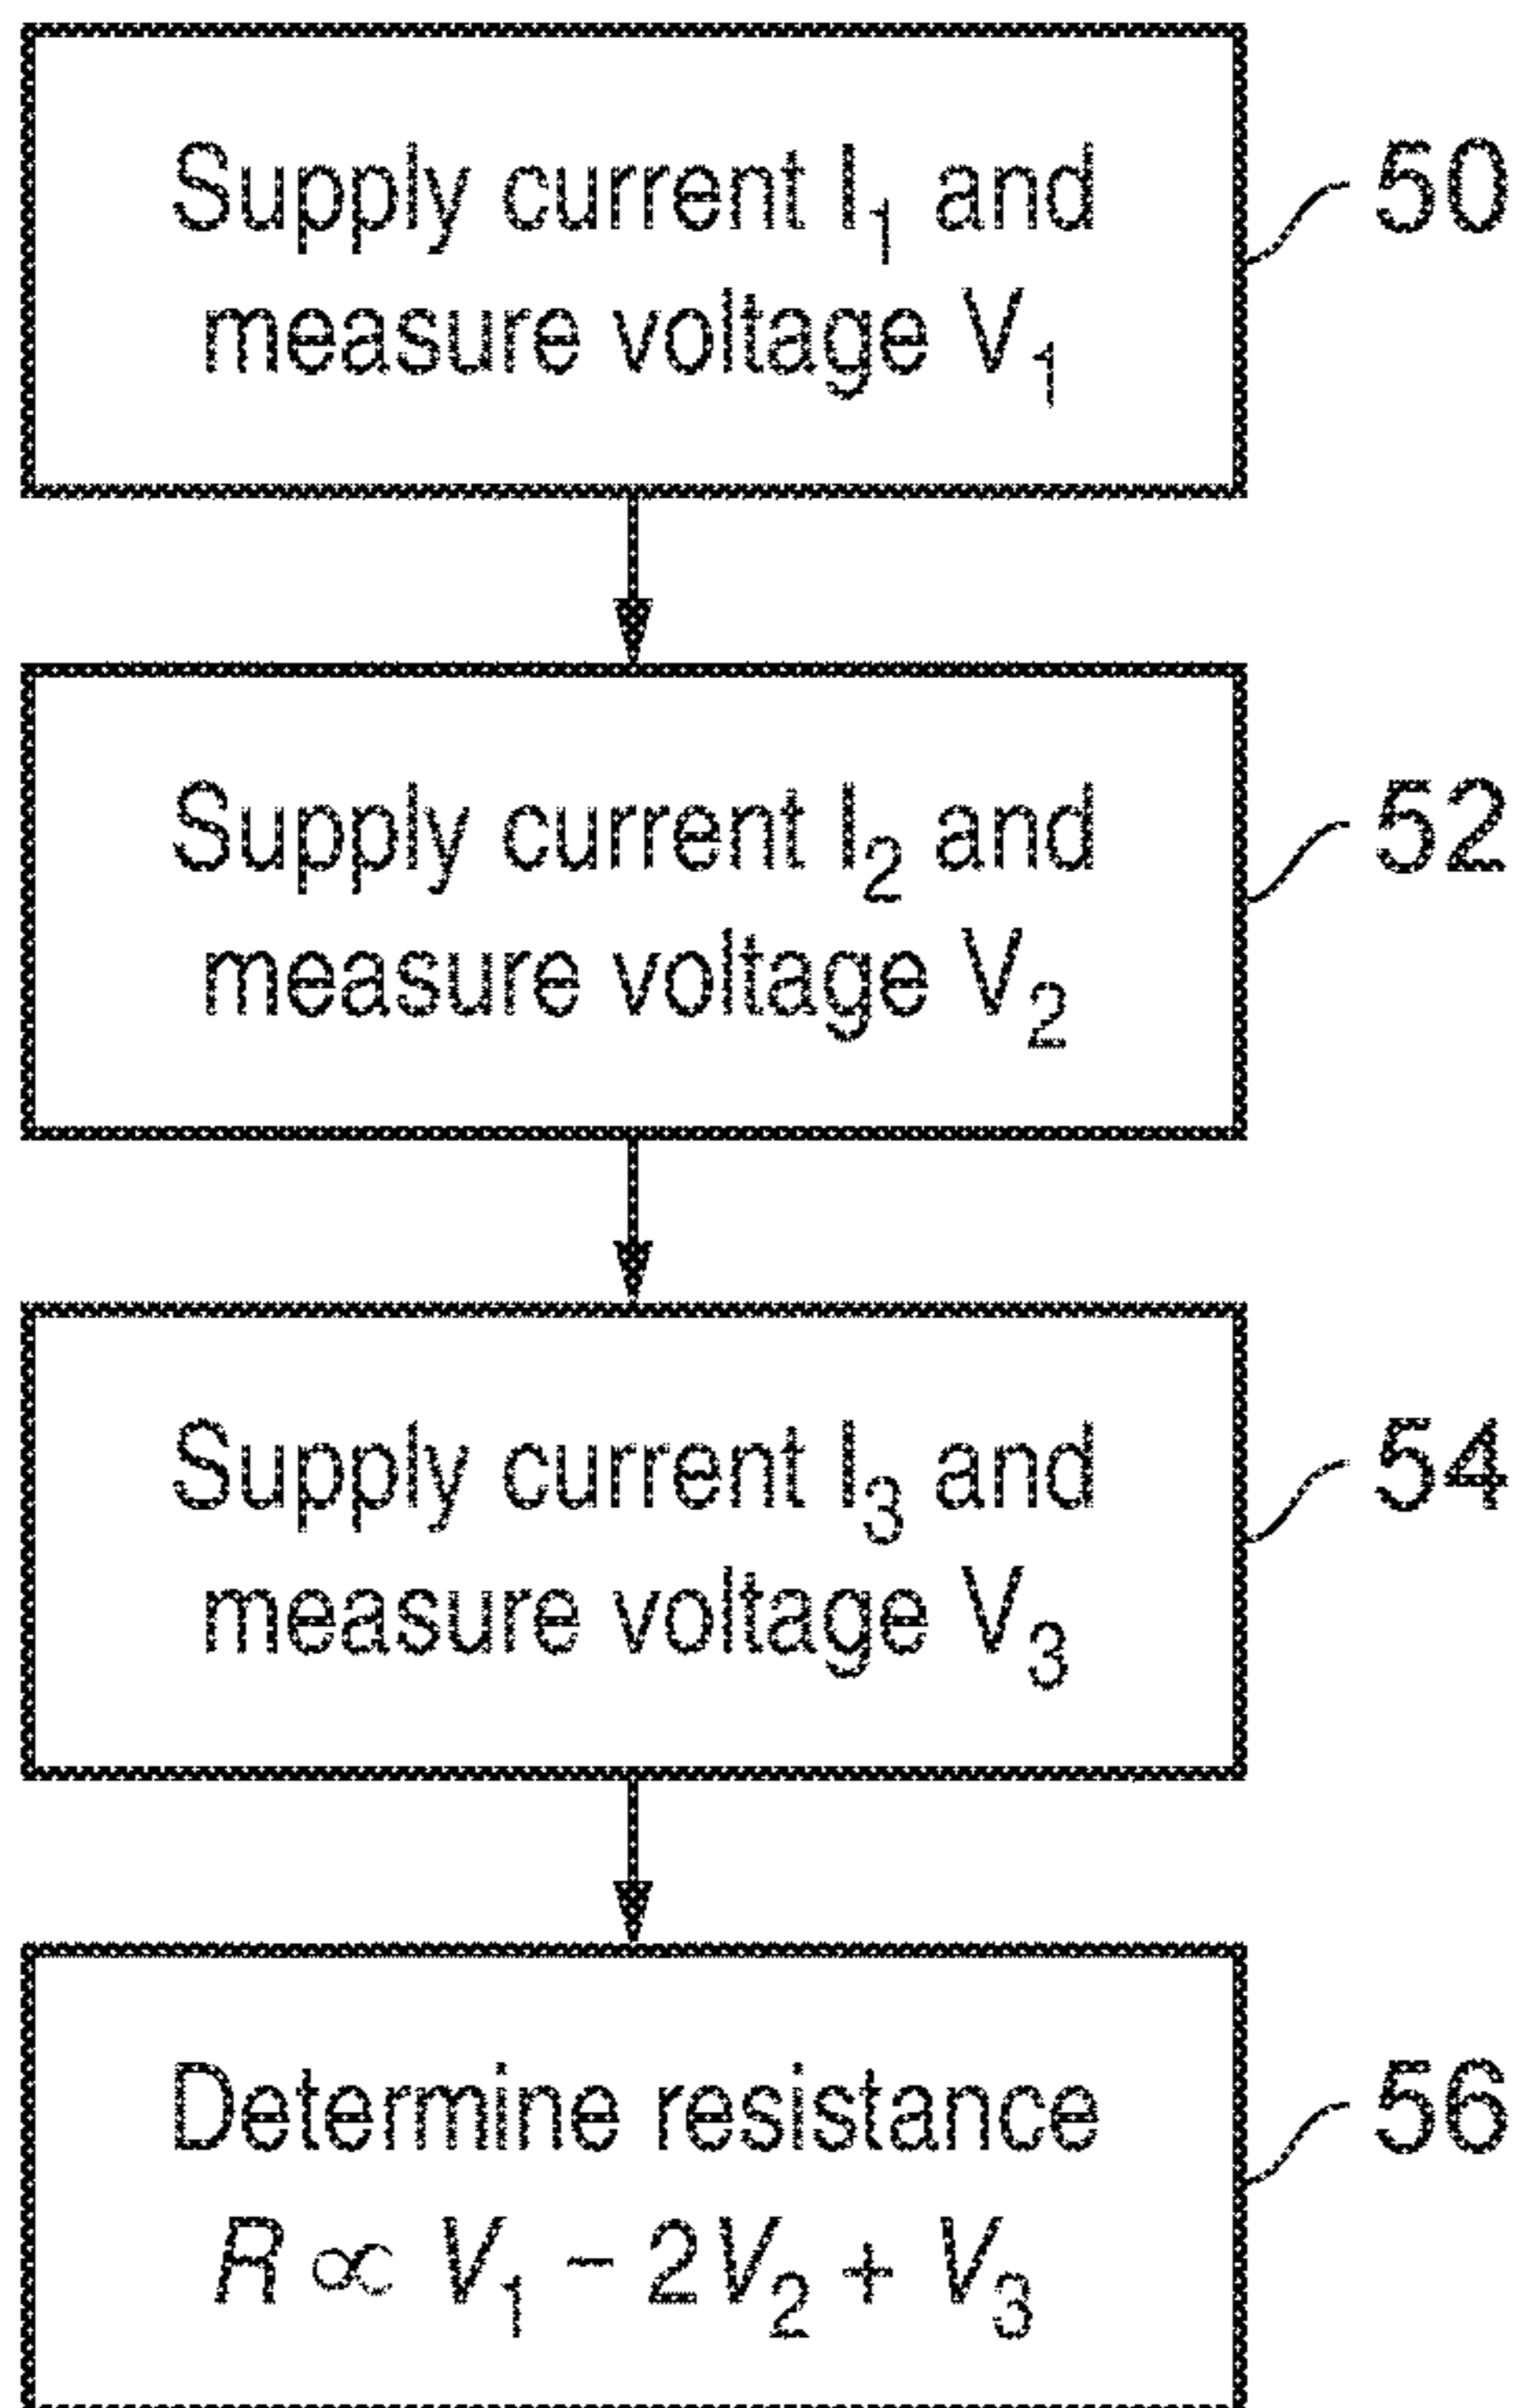 Supply current I₁ and
measure voltage V₁
50
Supply current I₂ and
measure voltage V₂
52
Supply current I₃ and
measure voltage V₃
54
Determine resistance
R ∝ V₁ − 2V₂ + V₃
56